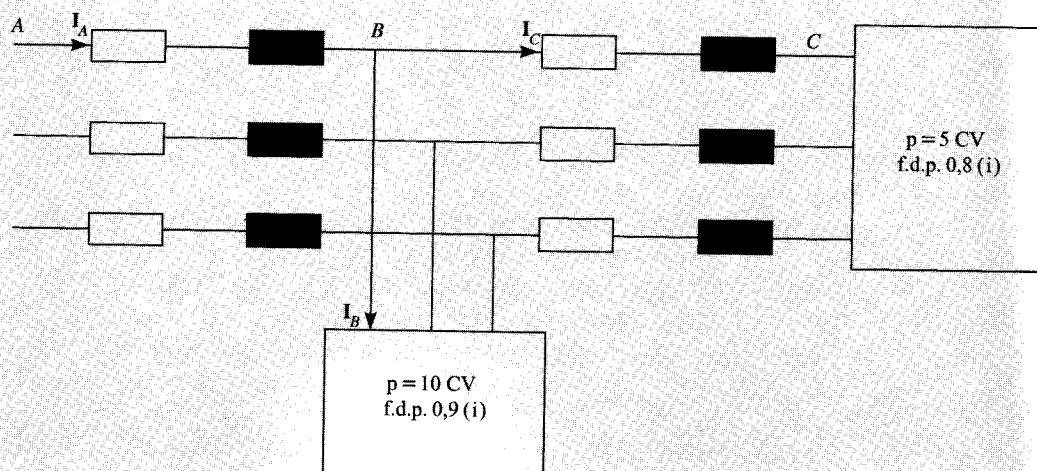 A
I_A
B
I_C
C
p = 5 CV
f.d.p. 0,8 (i)
I_B
p = 10 CV
f.d.p. 0,9 (i)